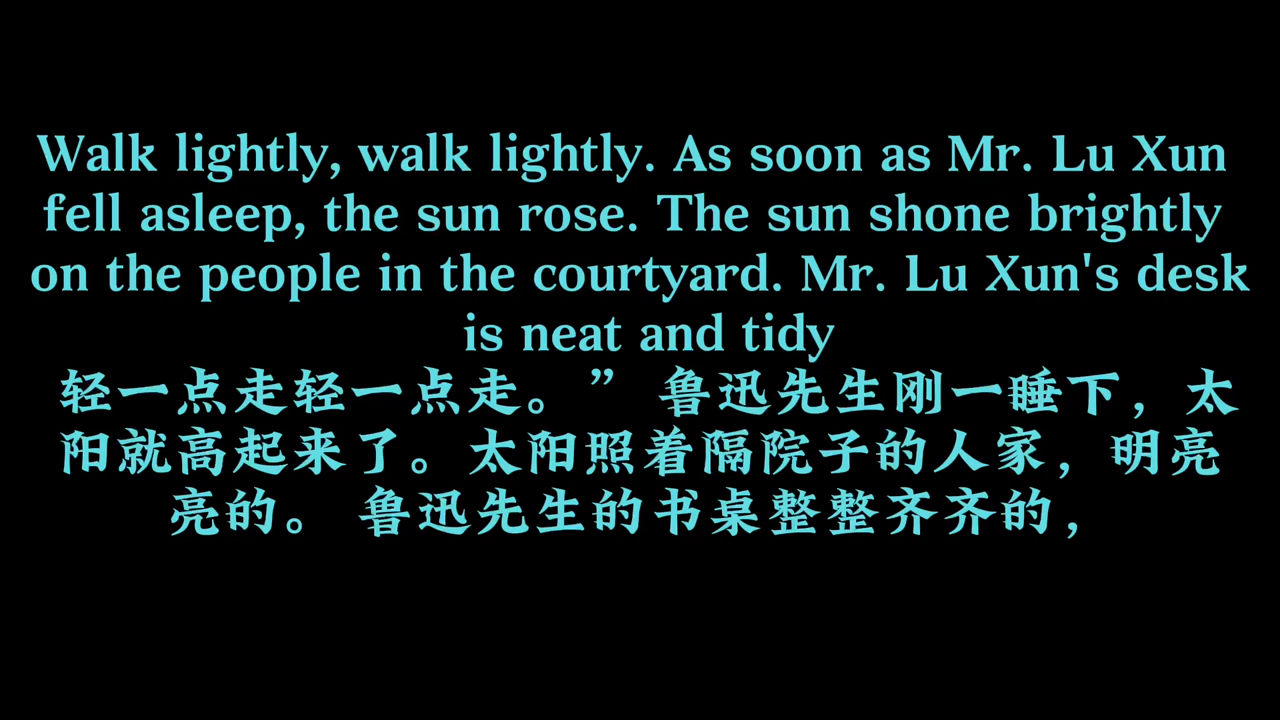 Walk lightly, walk lightly. As soon as Mr. Lu Xun
fell asleep, the sun rose. The sun shone brightly
on the people in the courtyard. Mr. Lu Xun's desk
is neat and tidy
轻一点走轻一点走。” 鲁迅先生刚一睡下，太
阳就高起来了。太阳照着隔院子的人家，明亮
亮的。 鲁迅先生的书桌整整齐齐的，